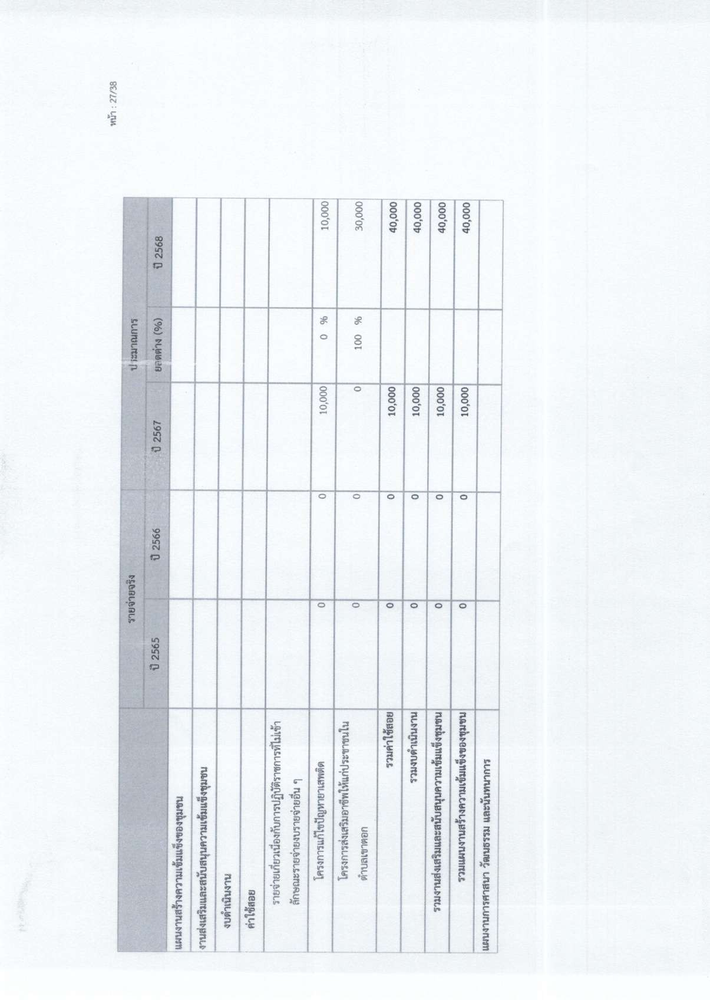 หน้า : 27/38
รายจ่ายจริง ประมาณการ
ปี 2565 ปี 2566 ปี 2567 ยอดต่าง (%) ปี 2568
แผนงานสร้างความเข้มแข็งของชุมชน
งานส่งเสริมและสนับสนุนความเข้มแข็งชุมชน
งบดำเนินงาน
ค่าใช้สอย
รายจ่ายเกี่ยวเนื่องกับการปฏิบัติราชการที่ไม่เข้า
ลักษณะรายจ่ายงบรายจ่ายอื่น ๆ
โครงการแก้ไขปัญหายาเสพติด 0 0 10,000 0 % 10,000
โครงการส่งเสริมอาชีพให้แก่ประชาชนใน 0 0 0 100 % 30,000
ตำบลเขาตอก
รวมค่าใช้สอย 0 0 10,000 40,000
รวมงบดำเนินงาน 0 0 10,000 40,000
รวมงานส่งเสริมและสนับสนุนความเข้มแข็งชุมชน 0 0 10,000 40,000
รวมแผนงานสร้างความเข้มแข็งของชุมชน 0 0 10,000 40,000
แผนงานการศาสนา วัฒนธรรม และนันทนาการ